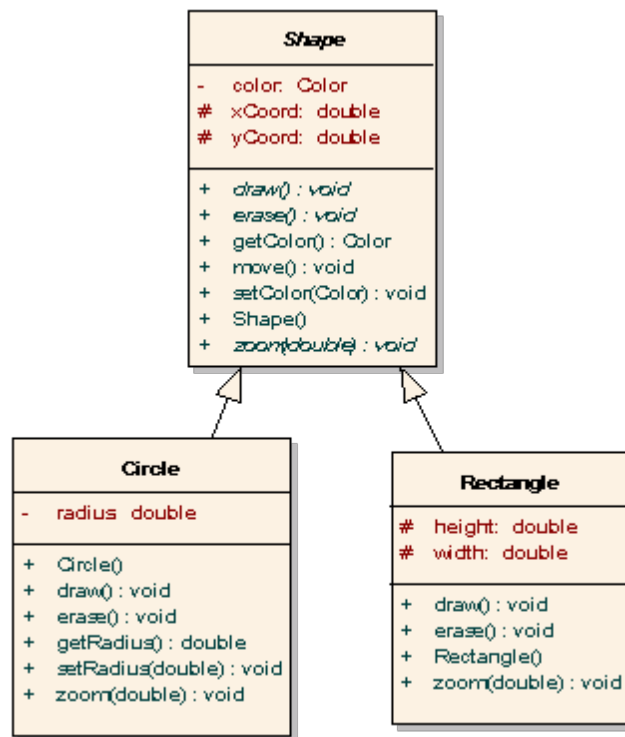 Shape
- color: Color
# xCoord: double
# yCoord: double
+ draw() : void
+ erase() : void
+ getColor() : Color
+ move() : void
+ setColor(Color) : void
+ Shape()
+ zoom(double) : void
Circle
- radius: double
+ Circle()
+ draw() : void
+ erase() : void
+ getRadius() : double
+ setRadius(double) : void
+ zoom(double) : void
Rectangle
# height: double
# width: double
+ draw() : void
+ erase() : void
+ Rectangle()
+ zoom(double) : void